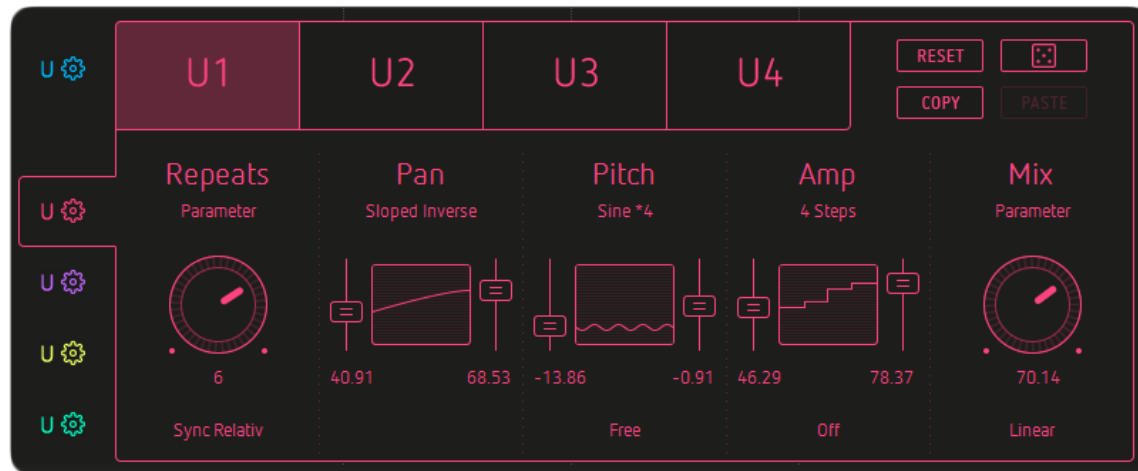 U
U1 U2 U3 U4
RESET
COPY PASTE
Repeats Pan Pitch Amp Mix
Parameter Sloped Inverse Sine *4 4 Steps Parameter
U
U
U
U
6 40.91 68.53 -13.86 -0.91 46.29 78.37 70.14
Sync Relativ Free Off Linear